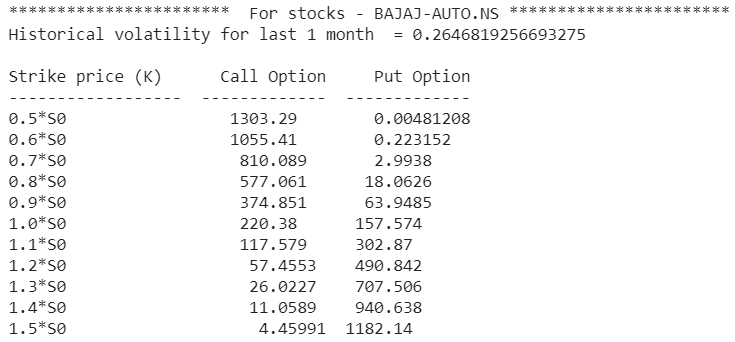 ***********************  For stocks - BAJAJ-AUTO.NS ***********************
Historical volatility for last 1 month  = 0.2646819256693275
Strike price (K)      Call Option     Put Option
------------------  -------------  -------------
0.5*S0                 1303.29        0.00481208
0.6*S0                 1055.41        0.223152
0.7*S0                  810.089       2.9938
0.8*S0                  577.061      18.0626
0.9*S0                  374.851      63.9485
1.0*S0                  220.38      157.574
1.1*S0                  117.579     302.87
1.2*S0                   57.4553    490.842
1.3*S0                   26.0227    707.506
1.4*S0                   11.0589    940.638
1.5*S0                    4.45991  1182.14